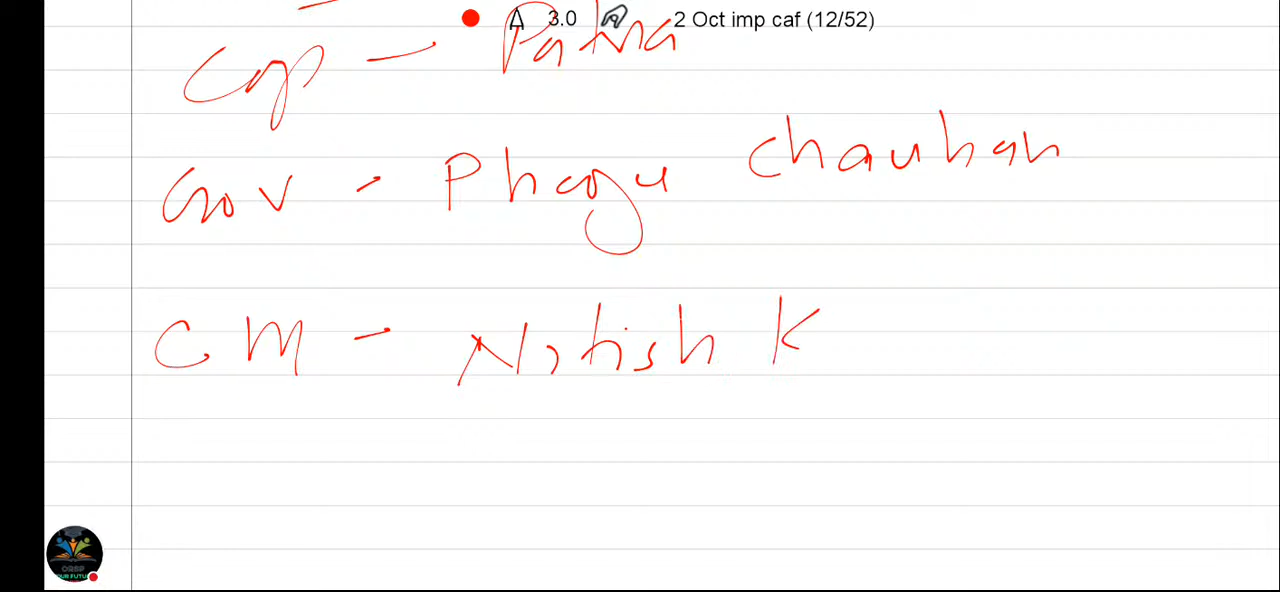 A 3.0 2 Oct imp caf (12/52)
Cap - Patna
Gov - Phagu Chauhan
CM - Nitish K